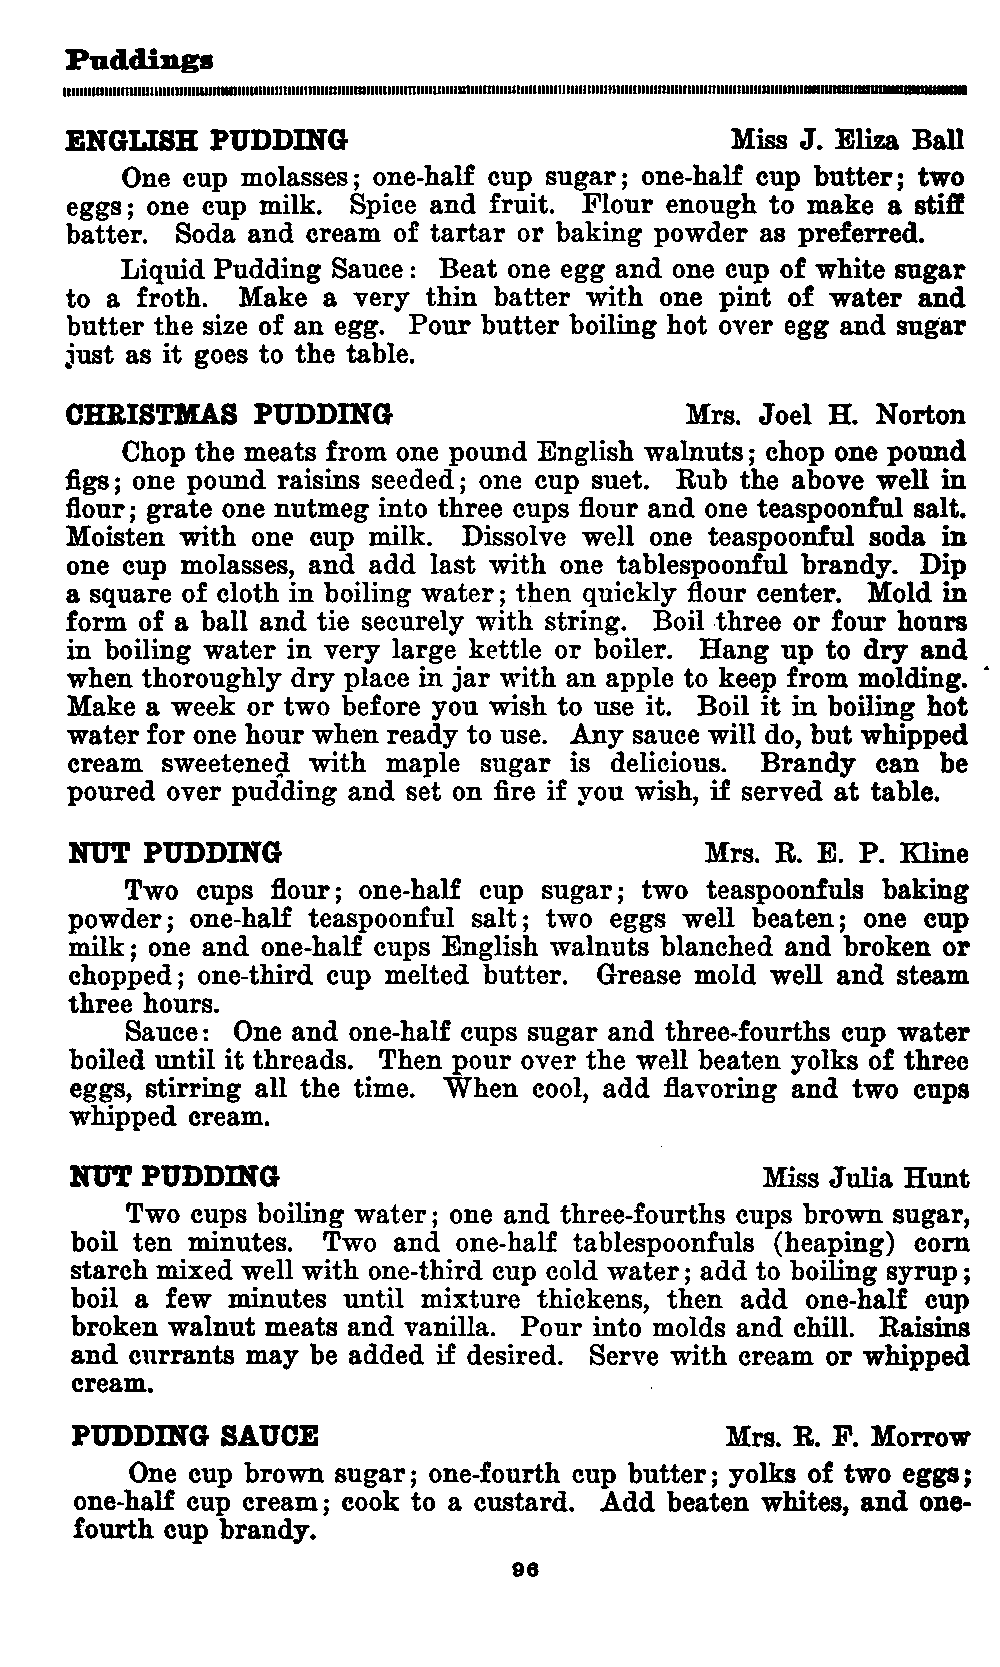 Puddings
ENGLISH PUDDING Miss J. Eliza Ball
One cup molasses; one-half cup sugar; one-half cup butter; two
eggs; one cup milk. Spice and fruit. Flour enough to make a stiff
batter. Soda and cream of tartar or baking powder as preferred.
Liquid Pudding Sauce: Beat one egg and one cup of white sugar
to a froth. Make a very thin batter with one pint of water and
butter the size of an egg. Pour butter boiling hot over egg and sugar
just as it goes to the table.
CHRISTMAS PUDDING Mrs. Joel H. Norton
Chop the meats from one pound English walnuts; chop one pound
figs; one pound raisins seeded; one cup suet. Rub the above well in
flour; grate one nutmeg into three cups flour and one teaspoonful salt.
Moisten with one cup milk. Dissolve well one teaspoonful soda in
one cup molasses, and add last with one tablespoonful brandy. Dip
a square of cloth in boiling water; then quickly flour center. Mold in
form of a ball and tie securely with string. Boil three or four hours
in boiling water in very large kettle or boiler. Hang up to dry and
when thoroughly dry place in jar with an apple to keep from molding.
Make a week or two before you wish to use it. Boil it in boiling hot
water for one hour when ready to use. Any sauce will do, but whipped
cream sweetened with maple sugar is delicious. Brandy can be
poured over pudding and set on fire if you wish, if served at table.
NUT PUDDING Mrs. R. E. P. Kline
Two cups flour; one-half cup sugar; two teaspoonfuls baking
powder; one-half teaspoonful salt; two eggs well beaten; one cup
milk; one and one-half cups English walnuts blanched and broken or
chopped; one-third cup melted butter. Grease mold well and steam
three hours.
Sauce: One and one-half cups sugar and three-fourths cup water
boiled until it threads. Then pour over the well beaten yolks of three
eggs, stirring all the time. When cool, add flavoring and two cups
whipped cream.
NUT PUDDING Miss Julia Hunt
Two cups boiling water; one and three-fourths cups brown sugar,
boil ten minutes. Two and one-half tablespoonfuls (heaping) corn
starch mixed well with one-third cup cold water; add to boiling syrup;
boil a few minutes until mixture thickens, then add one-half cup
broken walnut meats and vanilla. Pour into molds and chill. Raisins
and currants may be added if desired. Serve with cream or whipped
cream.
PUDDING SAUCE Mrs. R. F. Morrow
One cup brown sugar; one-fourth cup butter; yolks of two eggs;
one-half cup cream; cook to a custard. Add beaten whites, and one-
fourth cup brandy.
96